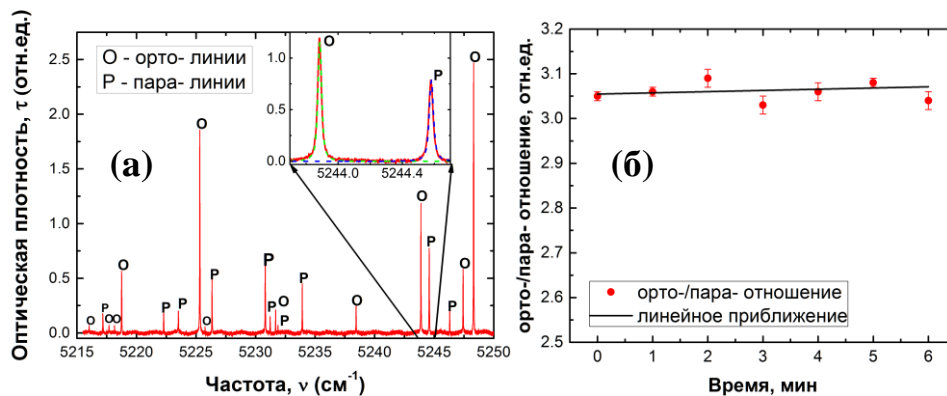 (а)
Оптическая плотность, τ (отн.ед.)
2.5
2.0
1.5
1.0
0.5
0.0
O - орто- линии
P - пара- линии
1.0
0.5
0.0
5244.0
5244.4
O
P
O
P
O
O
O
O
P
P
O
P
O
P
P
P
O
P
P
O
O
P
O
P
O
5215
5220
5225
5230
5235
5240
5245
5250
Частота, ν (см⁻¹)
(б)
орто-/пара- отношение, отн.ед.
3.2
3.1
3.0
2.9
2.8
2.7
2.6
2.5
орто-/пара- отношение
линейное приближение
0
1
2
3
4
5
6
Время, мин